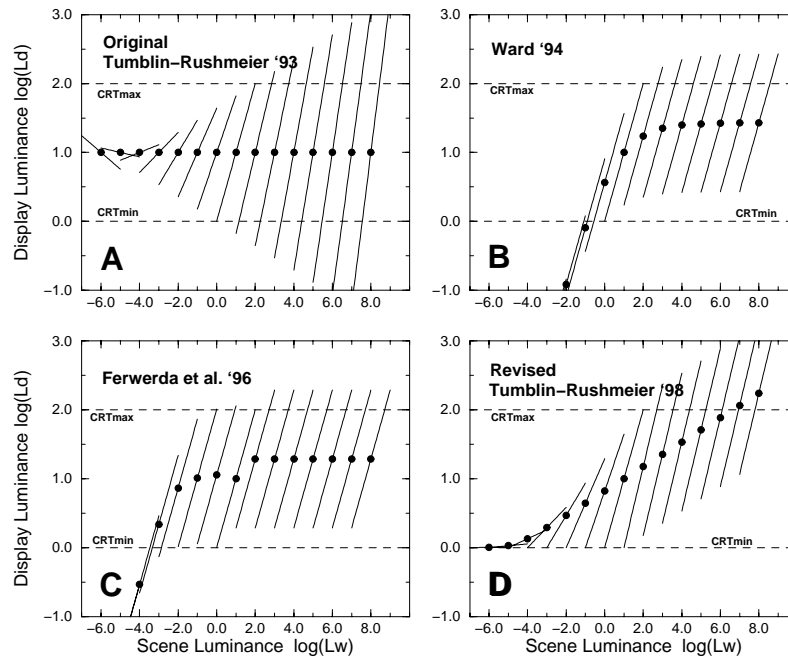 3.0
2.0
1.0
0.0
−1.0
Display Luminance log(Ld)
Original
Tumblin−Rushmeier ‘93
CRTmax
CRTmin
A
−6.0 −4.0 −2.0 0.0 2.0 4.0 6.0 8.0
3.0
2.0
1.0
0.0
−1.0
Ward ‘94
CRTmax
CRTmin
B
−6.0 −4.0 −2.0 0.0 2.0 4.0 6.0 8.0
3.0
2.0
1.0
0.0
−1.0
Display Luminance log(Ld)
Ferwerda et al. ‘96
CRTmax
CRTmin
C
−6.0 −4.0 −2.0 0.0 2.0 4.0 6.0 8.0
Scene Luminance log(Lw)
3.0
2.0
1.0
0.0
−1.0
Revised
Tumblin−Rushmeier ‘98
CRTmax
CRTmin
D
−6.0 −4.0 −2.0 0.0 2.0 4.0 6.0 8.0
Scene Luminance log(Lw)